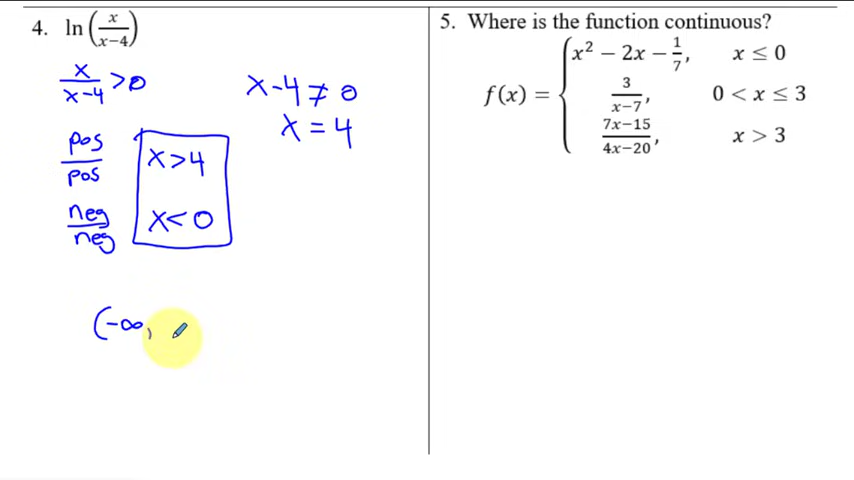 4. ln(x/(x−4))
x/(x-4) >0
x-4 ≠ 0
x = 4
pos/pos x>4
neg/neg x<0
(-∞,
5. Where is the function continuous?
f(x) = { x² − 2x − 1/7, x ≤ 0
3/(x−7), 0 < x ≤ 3
(7x−15)/(4x−20), x > 3